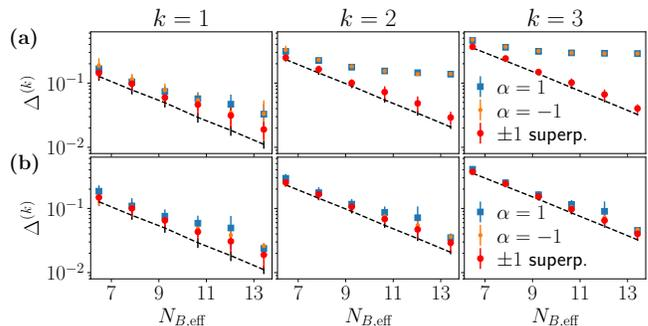 k = 1 k = 2 k = 3
(a)
Δ^(k)
10^−1
10^−2
α = 1
α = −1
±1 superp.
(b)
Δ^(k)
10^−1
10^−2
α = 1
α = −1
±1 superp.
7 9 11 13 7 9 11 13 7 9 11 13
N_B,eff N_B,eff N_B,eff